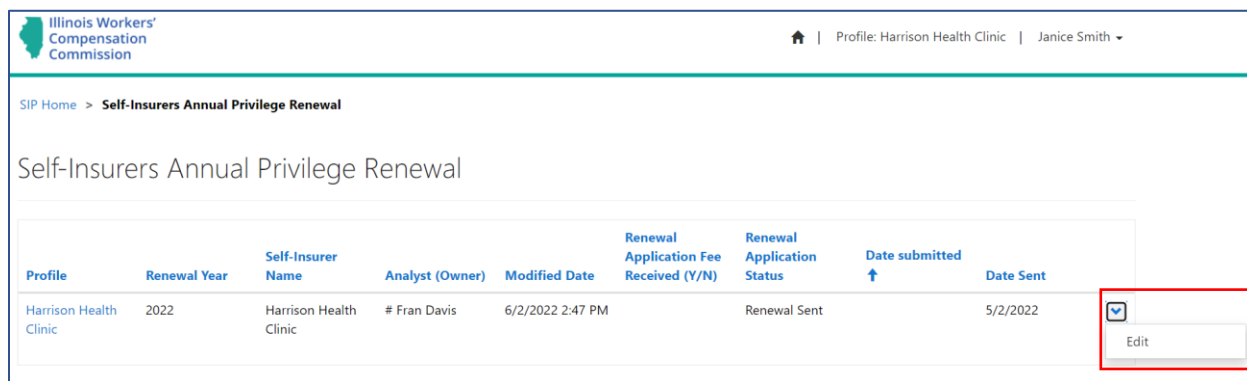 Illinois Workers'
Compensation
Commission
| Profile: Harrison Health Clinic | Janice Smith
SIP Home > Self-Insurers Annual Privilege Renewal
Self-Insurers Annual Privilege Renewal
Profile Renewal Year Self-Insurer Name Analyst (Owner) Modified Date Renewal Application Fee Received (Y/N) Renewal Application Status Date submitted ↑ Date Sent
Harrison Health Clinic 2022 Harrison Health Clinic # Fran Davis 6/2/2022 2:47 PM Renewal Sent 5/2/2022
Edit